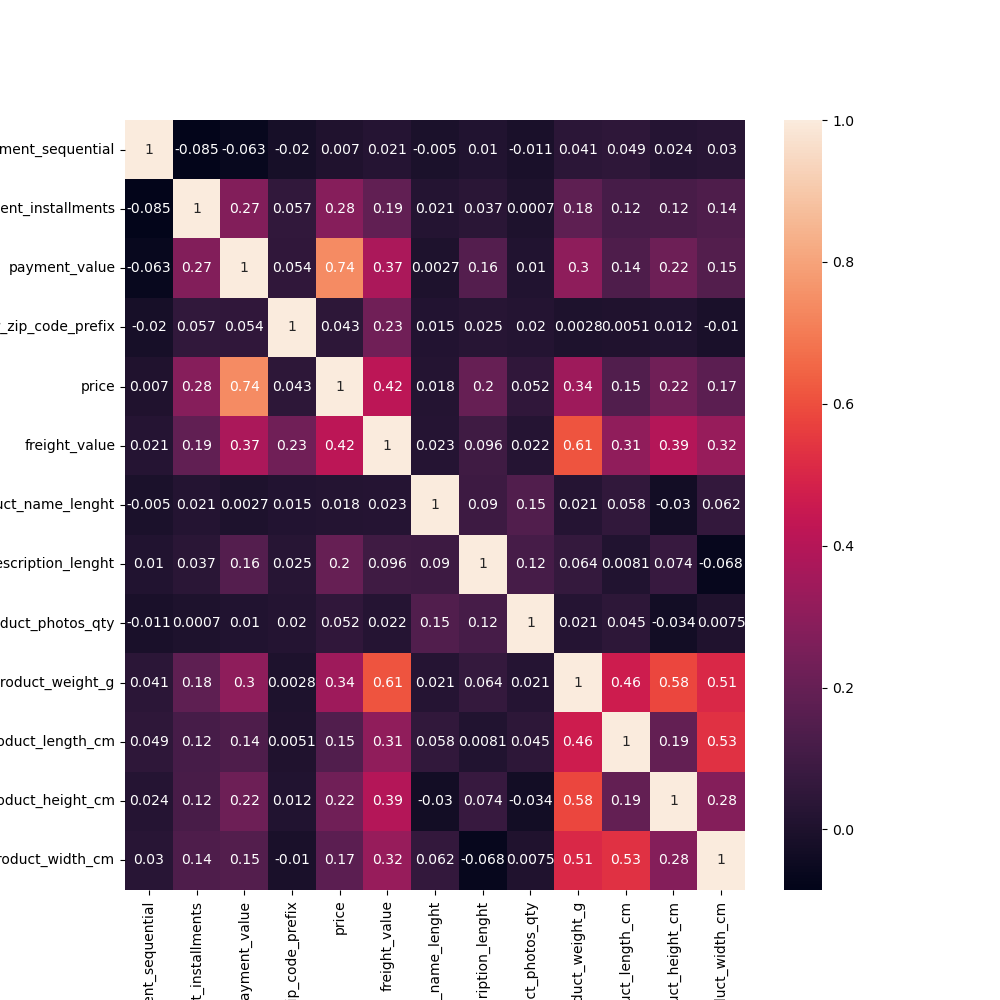 1 -0.085 -0.063 -0.02 0.007 0.021 -0.005 0.01 -0.011 0.041 0.049 0.024 0.03
-0.085 1 0.27 0.057 0.28 0.19 0.021 0.037 0.0007 0.18 0.12 0.12 0.14
-0.063 0.27 1 0.054 0.74 0.37 0.0027 0.16 0.01 0.3 0.14 0.22 0.15
-0.02 0.057 0.054 1 0.043 0.23 0.015 0.025 0.02 0.0028 0.0051 0.012 -0.01
0.007 0.28 0.74 0.043 1 0.42 0.018 0.2 0.052 0.34 0.15 0.22 0.17
0.021 0.19 0.37 0.23 0.42 1 0.023 0.096 0.022 0.61 0.31 0.39 0.32
-0.005 0.021 0.0027 0.015 0.018 0.023 1 0.09 0.15 0.021 0.058 -0.03 0.062
0.01 0.037 0.16 0.025 0.2 0.096 0.09 1 0.12 0.064 0.0081 0.074 -0.068
-0.011 0.0007 0.01 0.02 0.052 0.022 0.15 0.12 1 0.021 0.045 -0.034 0.0075
0.041 0.18 0.3 0.0028 0.34 0.61 0.021 0.064 0.021 1 0.46 0.58 0.51
0.049 0.12 0.14 0.0051 0.15 0.31 0.058 0.0081 0.045 0.46 1 0.19 0.53
0.024 0.12 0.22 0.012 0.22 0.39 -0.03 0.074 -0.034 0.58 0.19 1 0.28
0.03 0.14 0.15 -0.01 0.17 0.32 0.062 -0.068 0.0075 0.51 0.53 0.28 1
ment_sequential
ent_installments
payment_value
_zip_code_prefix
price
freight_value
uct_name_lenght
escription_lenght
duct_photos_qty
roduct_weight_g
oduct_length_cm
oduct_height_cm
roduct_width_cm
ent_sequential
t_installments
ayment_value
ip_code_prefix
price
freight_value
_name_lenght
ription_lenght
ct_photos_qty
duct_weight_g
uct_length_cm
uct_height_cm
duct_width_cm
1.0
0.8
0.6
0.4
0.2
0.0